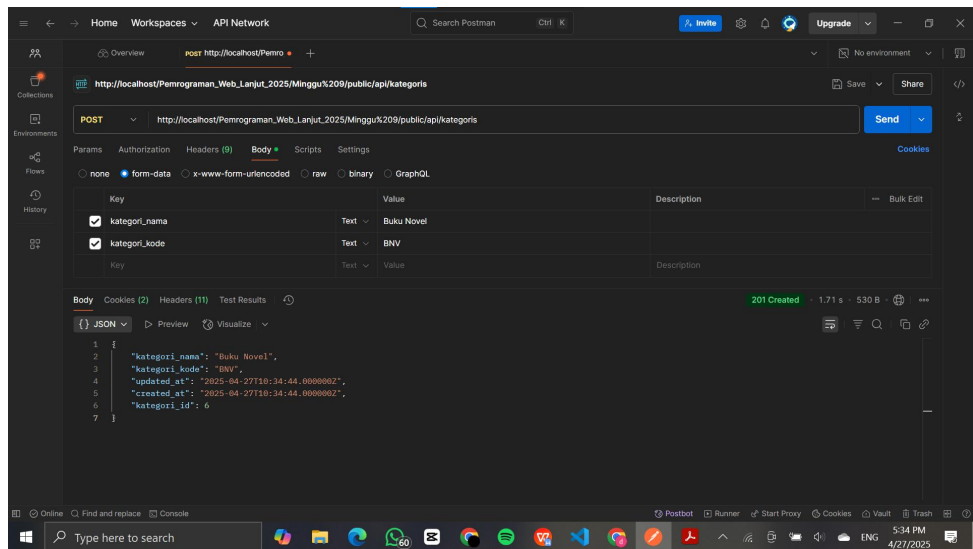 Home Workspaces API Network Search Postman Ctrl K Invite Upgrade
Overview POST http://localhost/Pemro No environment
HTTP http://localhost/Pemrograman_Web_Lanjut_2025/Minggu%209/public/api/kategoris Save Share
Collections
POST http://localhost/Pemrograman_Web_Lanjut_2025/Minggu%209/public/api/kategoris Send
Environments
Params Authorization Headers (9) Body Scripts Settings Cookies
Flows
none form-data x-www-form-urlencoded raw binary GraphQL
History
Key Value Description Bulk Edit
kategori_nama Text Buku Novel
kategori_kode Text BNV
Key Text Value Description
Body Cookies (2) Headers (11) Test Results 201 Created 1.71 s 530 B
{} JSON Preview Visualize
1 {
2 "kategori_nama": "Buku Novel",
3 "kategori_kode": "BNV",
4 "updated_at": "2025-04-27T10:34:44.000000Z",
5 "created_at": "2025-04-27T10:34:44.000000Z",
6 "kategori_id": 6
7 }
Online Find and replace Console Postbot Runner Start Proxy Cookies Vault Trash
Type here to search 60 ENG 5:34 PM
4/27/2025